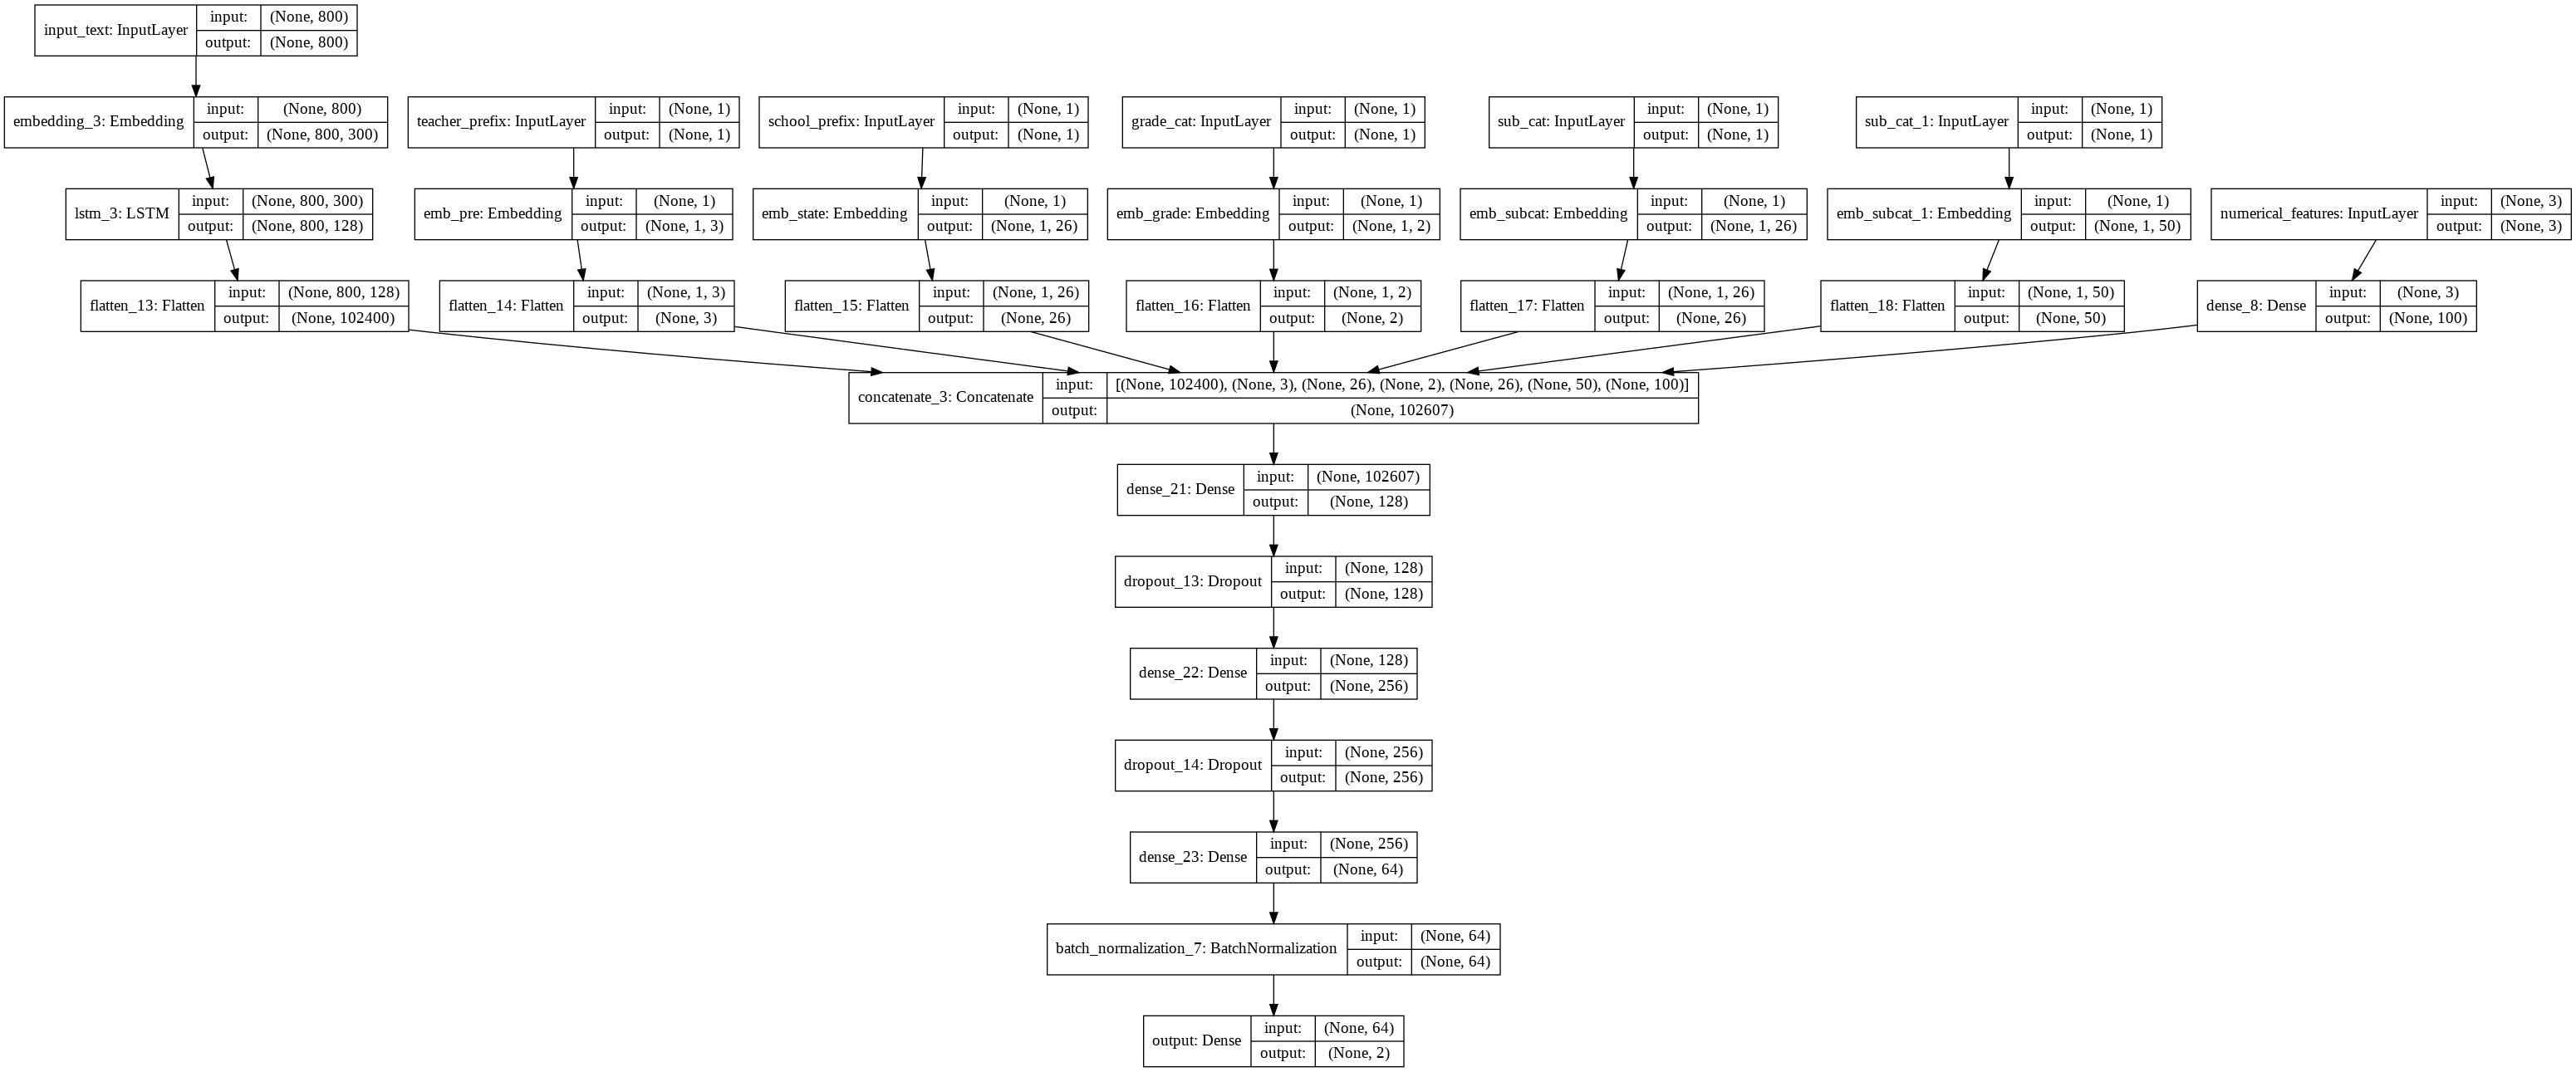 input_text: InputLayer
input: (None, 800)
output: (None, 800)
embedding_3: Embedding
input: (None, 800)
output: (None, 800, 300)
teacher_prefix: InputLayer
input: (None, 1)
output: (None, 1)
school_prefix: InputLayer
input: (None, 1)
output: (None, 1)
grade_cat: InputLayer
input: (None, 1)
output: (None, 1)
sub_cat: InputLayer
input: (None, 1)
output: (None, 1)
sub_cat_1: InputLayer
input: (None, 1)
output: (None, 1)
lstm_3: LSTM
input: (None, 800, 300)
output: (None, 800, 128)
emb_pre: Embedding
input: (None, 1)
output: (None, 1, 3)
emb_state: Embedding
input: (None, 1)
output: (None, 1, 26)
emb_grade: Embedding
input: (None, 1)
output: (None, 1, 2)
emb_subcat: Embedding
input: (None, 1)
output: (None, 1, 26)
emb_subcat_1: Embedding
input: (None, 1)
output: (None, 1, 50)
numerical_features: InputLayer
input: (None, 3)
output: (None, 3)
flatten_13: Flatten
input: (None, 800, 128)
output: (None, 102400)
flatten_14: Flatten
input: (None, 1, 3)
output: (None, 3)
flatten_15: Flatten
input: (None, 1, 26)
output: (None, 26)
flatten_16: Flatten
input: (None, 1, 2)
output: (None, 2)
flatten_17: Flatten
input: (None, 1, 26)
output: (None, 26)
flatten_18: Flatten
input: (None, 1, 50)
output: (None, 50)
dense_8: Dense
input: (None, 3)
output: (None, 100)
concatenate_3: Concatenate
input: [(None, 102400), (None, 3), (None, 26), (None, 2), (None, 26), (None, 50), (None, 100)]
output: (None, 102607)
dense_21: Dense
input: (None, 102607)
output: (None, 128)
dropout_13: Dropout
input: (None, 128)
output: (None, 128)
dense_22: Dense
input: (None, 128)
output: (None, 256)
dropout_14: Dropout
input: (None, 256)
output: (None, 256)
dense_23: Dense
input: (None, 256)
output: (None, 64)
batch_normalization_7: BatchNormalization
input: (None, 64)
output: (None, 64)
output: Dense
input: (None, 64)
output: (None, 2)